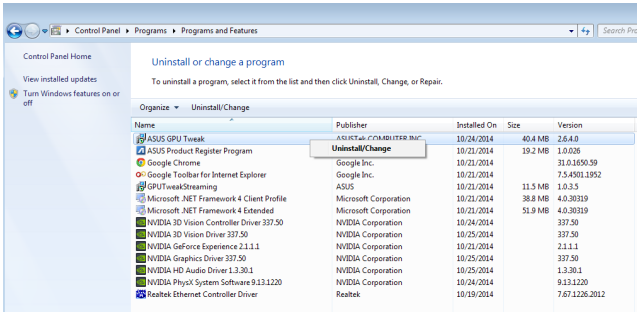 Control Panel ▸ Programs ▸ Programs and Features
Search Pro
Control Panel Home
View installed updates
Turn Windows features on or
off
Uninstall or change a program
To uninstall a program, select it from the list and then click Uninstall, Change, or Repair.
Organize Uninstall/Change
Name Publisher Installed On Size Version
ASUS GPU Tweak ASUSTek COMPUTER INC. 10/24/2014 40.4 MB 2.6.4.0
Uninstall/Change
ASUS Product Register Program 10/21/2014 19.2 MB 1.0.026
Google Chrome Google Inc. 10/21/2014 31.0.1650.59
Google Toolbar for Internet Explorer Google Inc. 10/21/2014 7.5.4501.1952
GPUTweakStreaming ASUS 10/21/2014 11.5 MB 1.0.3.5
Microsoft .NET Framework 4 Client Profile Microsoft Corporation 10/21/2014 38.8 MB 4.0.30319
Microsoft .NET Framework 4 Extended Microsoft Corporation 10/21/2014 51.9 MB 4.0.30319
NVIDIA 3D Vision Controller Driver 337.50 NVIDIA Corporation 10/24/2014 337.50
NVIDIA 3D Vision Driver 337.50 NVIDIA Corporation 10/25/2014 337.50
NVIDIA GeForce Experience 2.1.1.1 NVIDIA Corporation 10/21/2014 2.1.1.1
NVIDIA Graphics Driver 337.50 NVIDIA Corporation 10/25/2014 337.50
NVIDIA HD Audio Driver 1.3.30.1 NVIDIA Corporation 10/25/2014 1.3.30.1
NVIDIA PhysX System Software 9.13.1220 NVIDIA Corporation 10/24/2014 9.13.1220
Realtek Ethernet Controller Driver Realtek 10/19/2014 7.67.1226.2012